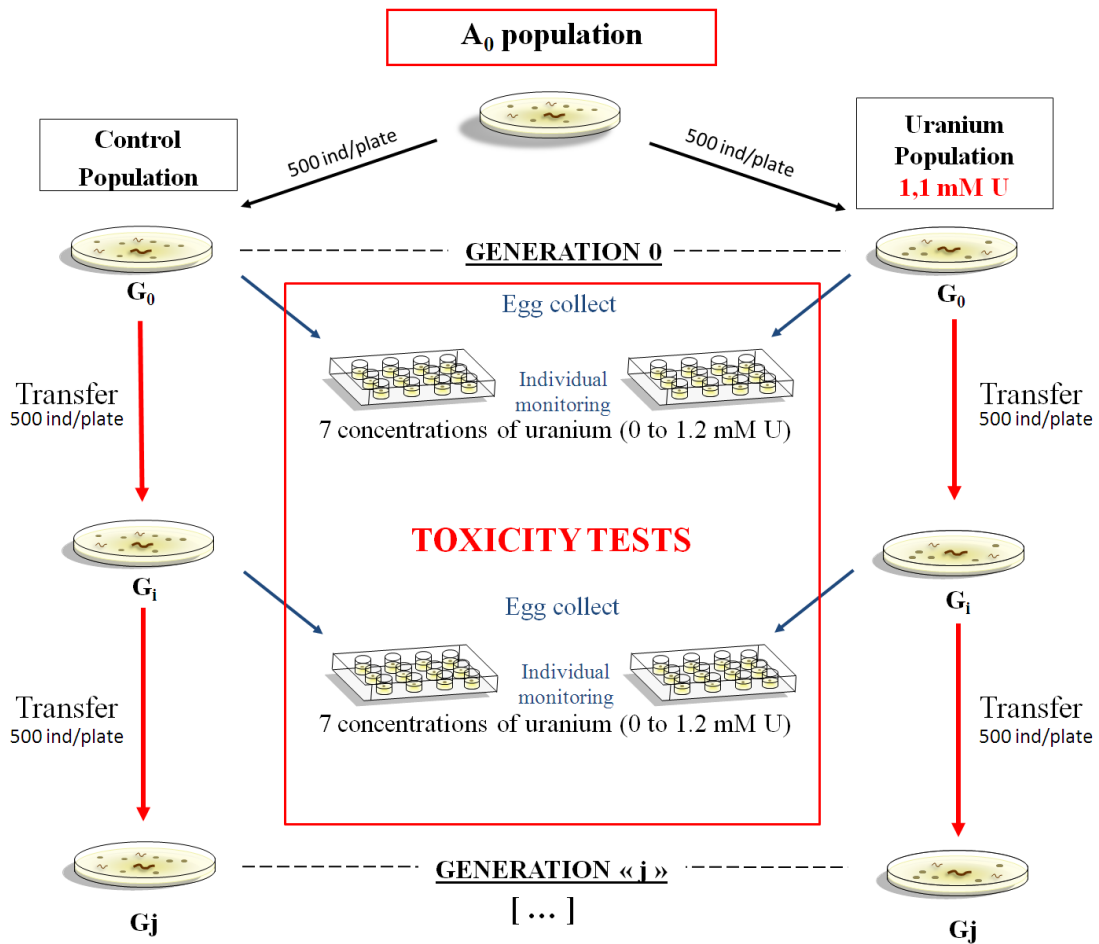 A₀ population
Control
Population
500 ind/plate
500 ind/plate
Uranium
Population
1,1 mM U
GENERATION 0
G₀
G₀
Egg collect
Individual
monitoring
7 concentrations of uranium (0 to 1.2 mM U)
Transfer
500 ind/plate
Transfer
500 ind/plate
TOXICITY TESTS
Gᵢ
Gᵢ
Egg collect
Individual
monitoring
7 concentrations of uranium (0 to 1.2 mM U)
Transfer
500 ind/plate
Transfer
500 ind/plate
GENERATION « j »
[ … ]
Gj
Gj